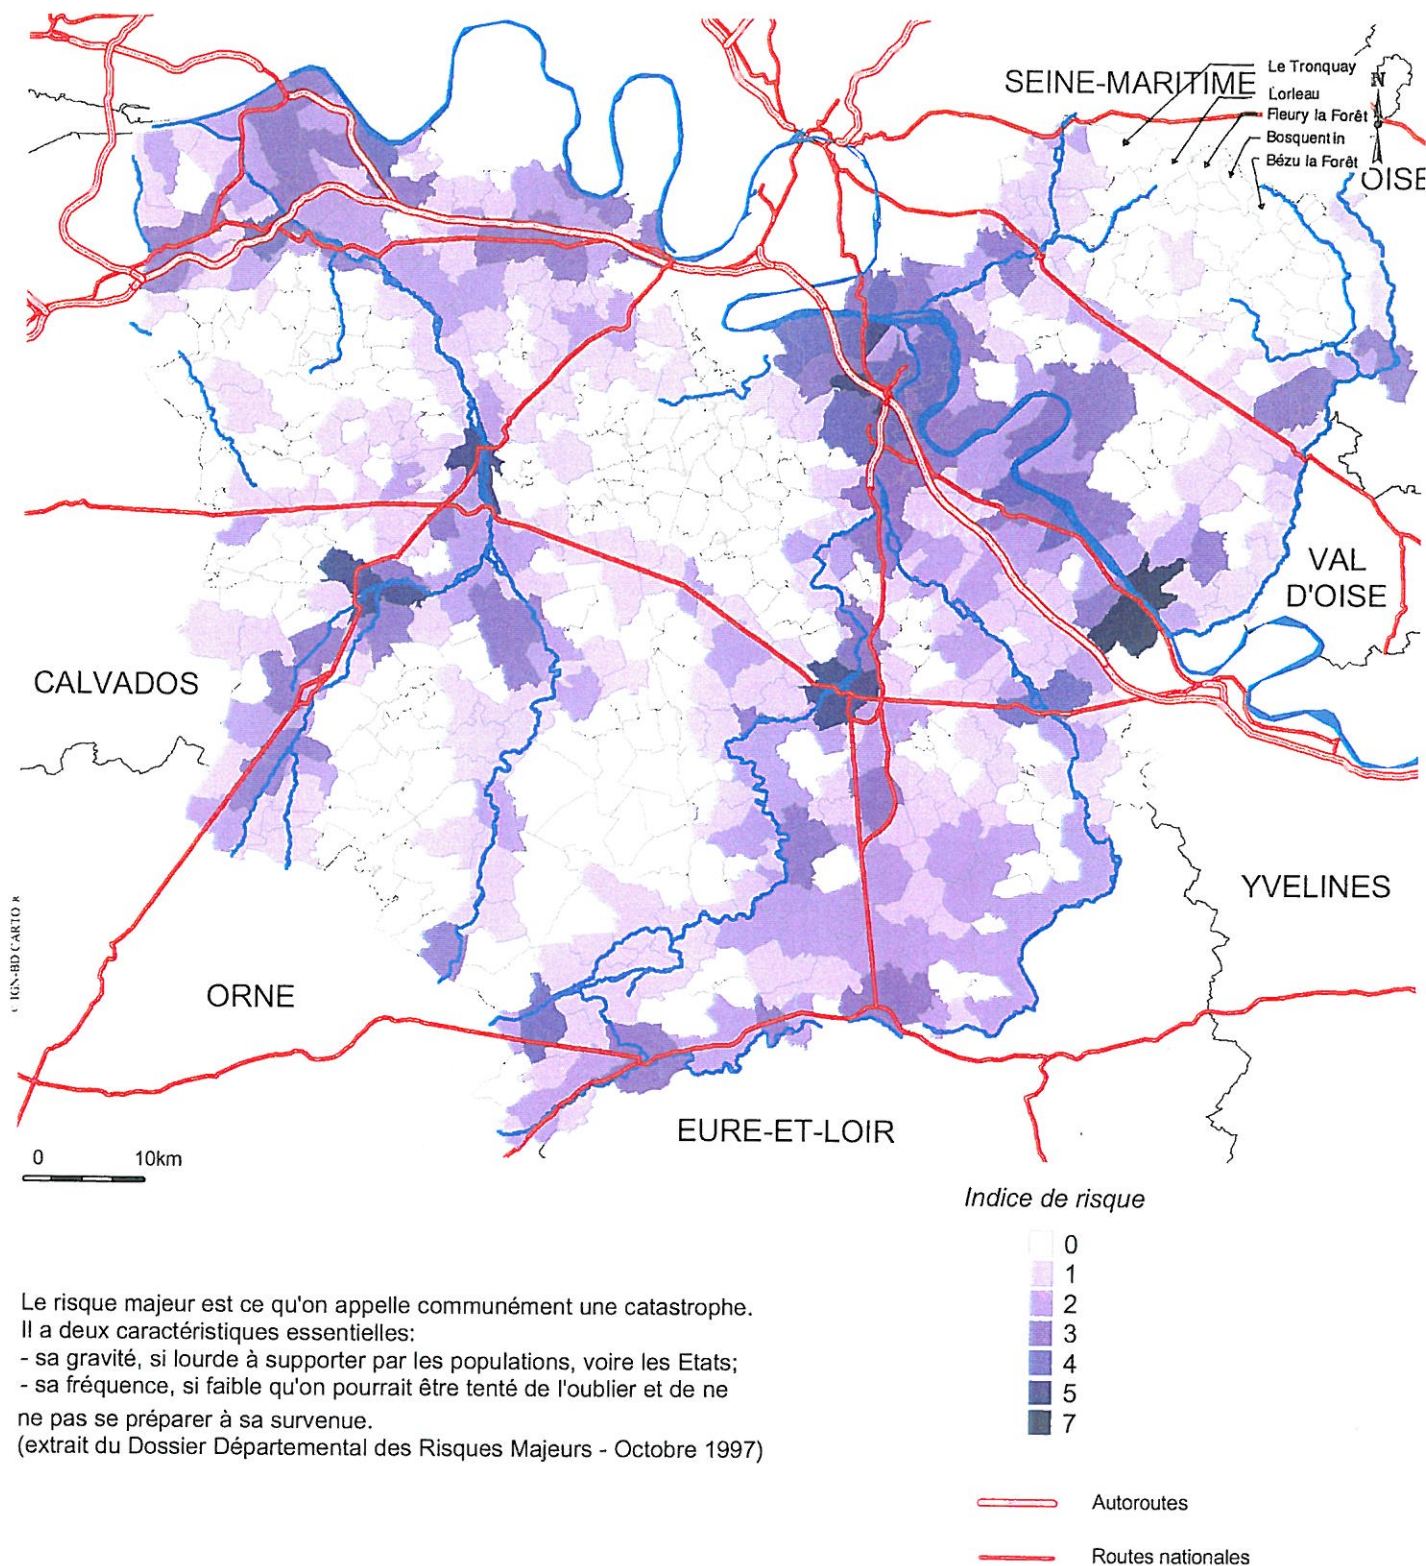 SEINE-MARITIME
Le Tronquay
N
Lorleau
Fleury la Forêt
Bosquentin
Bézu la Forêt
OISE
VAL
D'OISE
CALVADOS
YVELINES
© IGN-BD CARTO R
ORNE
EURE-ET-LOIR
0 10km
Indice de risque
0
1
2
3
4
5
7
Le risque majeur est ce qu'on appelle communément une catastrophe.
Il a deux caractéristiques essentielles:
- sa gravité, si lourde à supporter par les populations, voire les Etats;
- sa fréquence, si faible qu'on pourrait être tenté de l'oublier et de ne
ne pas se préparer à sa survenue.
(extrait du Dossier Départemental des Risques Majeurs - Octobre 1997)
Autoroutes
Routes nationales